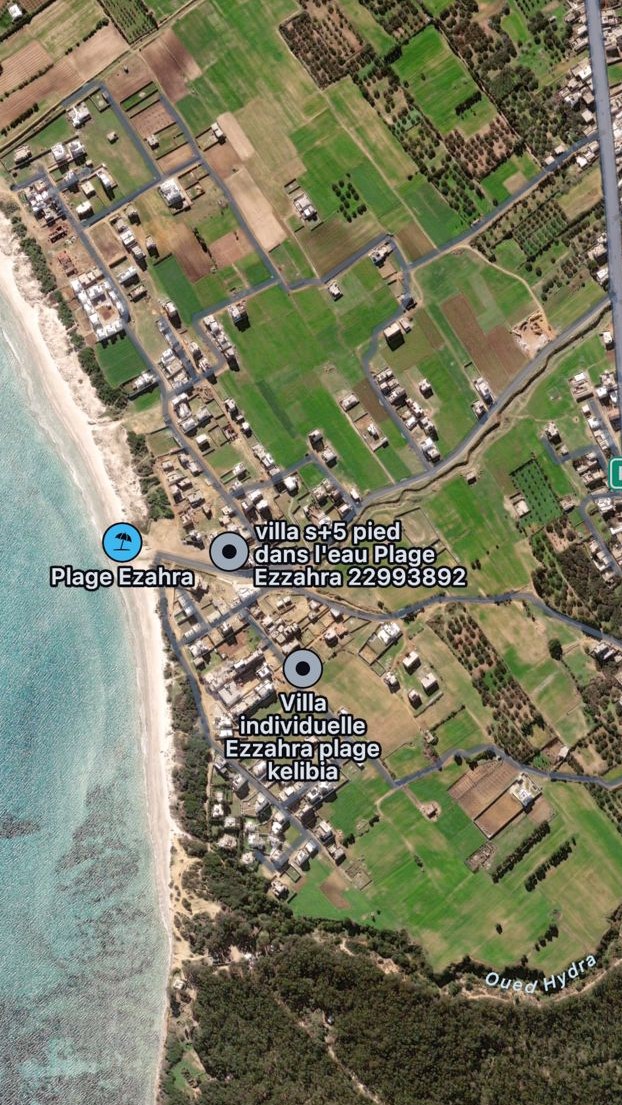 villa s+5 pied
dans l'eau Plage
Ezzahra 22993892
Plage Ezahra
Villa
individuelle
Ezzahra plage
kelibia
Oued Hydra